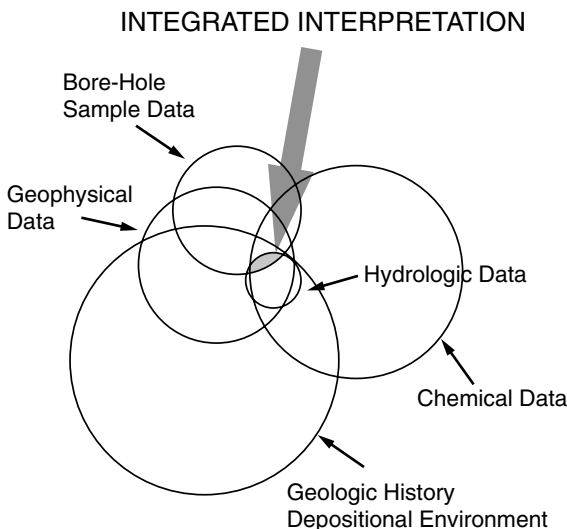 INTEGRATED INTERPRETATION
Bore-Hole
Sample Data
Geophysical
Data
Hydrologic Data
Chemical Data
Geologic History
Depositional Environment